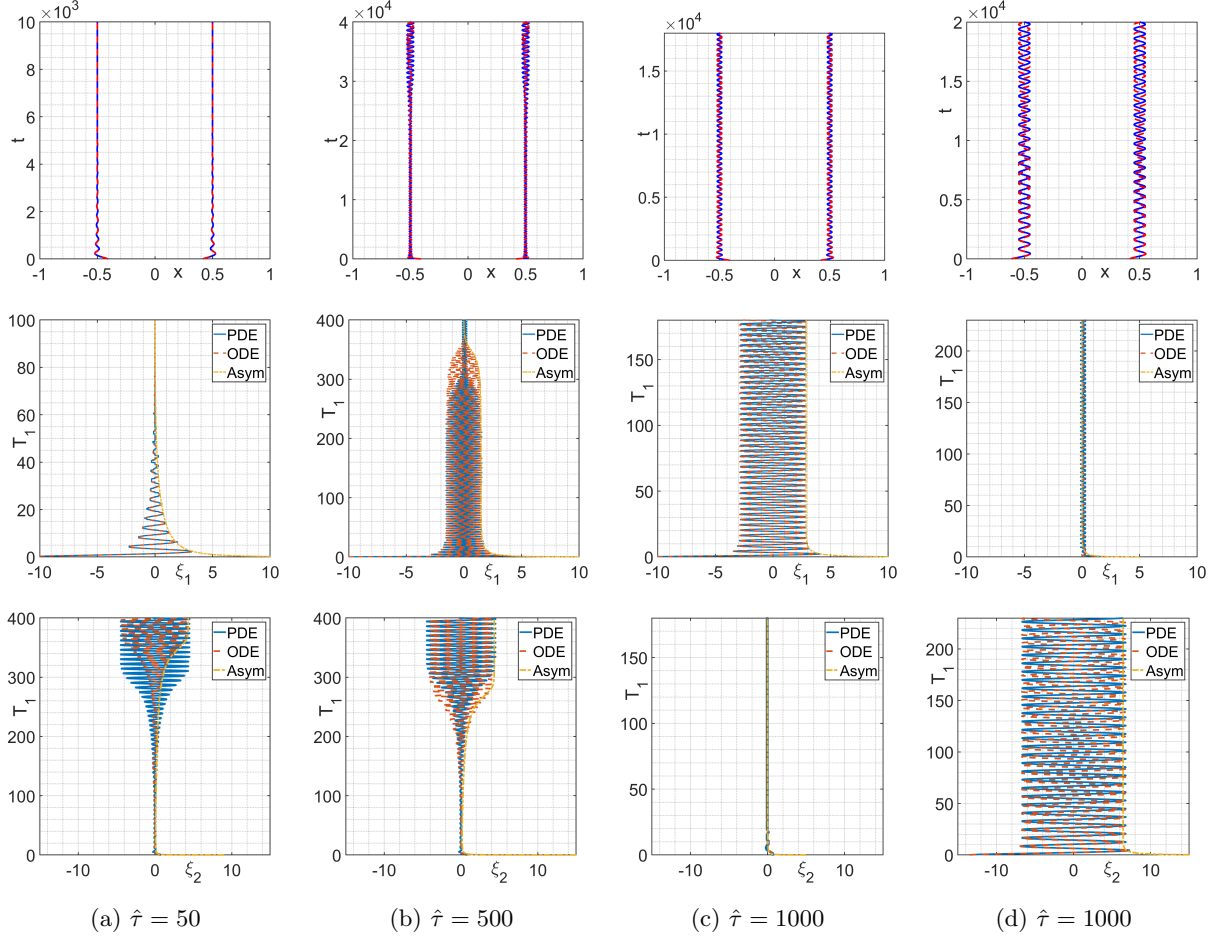 ×10³
10
8
6
4
2
0
t
-1 -0.5 0 x 0.5 1
×10⁴
4
3
2
1
0
t
-1 -0.5 0 x 0.5 1
×10⁴
1.5
1
0.5
0
t
-1 -0.5 0 x 0.5 1
×10⁴
2
1.5
1
0.5
0
t
-1 -0.5 0 x 0.5 1
100
80
60
40
20
0
T₁
PDE
ODE
Asym
-10 -5 0 ξ₁ 5 10
400
300
200
100
0
T₁
PDE
ODE
Asym
-10 -5 0 ξ₁ 5 10
150
100
50
0
T₁
PDE
ODE
Asym
-10 -5 0 ξ₁ 5 10
200
150
100
50
0
T₁
PDE
ODE
Asym
-10 -5 0 ξ₁ 5 10
400
300
200
100
0
T₁
PDE
ODE
Asym
-10 0 ξ₂ 10
400
300
200
100
0
T₁
PDE
ODE
Asym
-10 0 ξ₂ 10
150
100
50
0
T₁
PDE
ODE
Asym
-10 0 ξ₂ 10
200
150
100
50
0
T₁
PDE
ODE
Asym
-10 0 ξ₂ 10
(a) τ̂ = 50
(b) τ̂ = 500
(c) τ̂ = 1000
(d) τ̂ = 1000